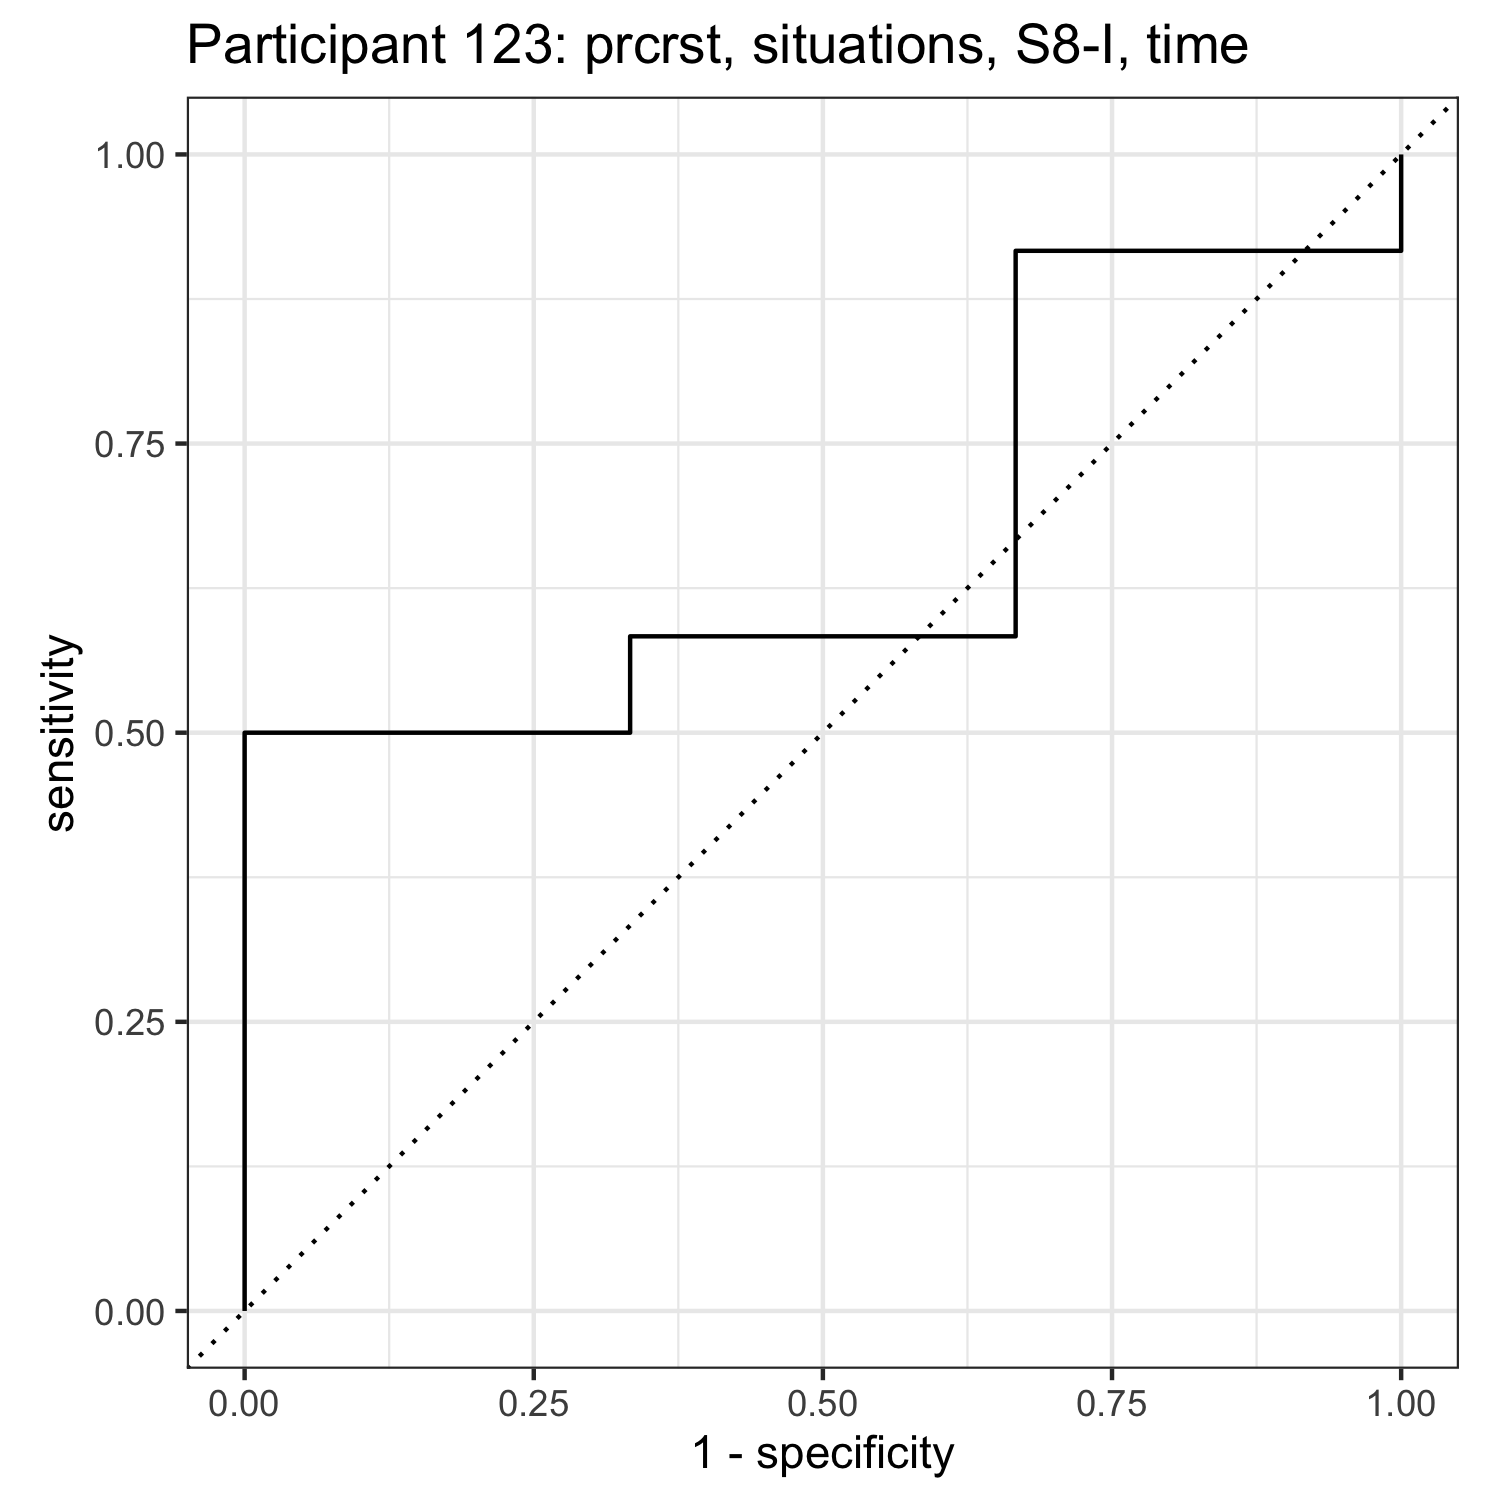 Participant 123: prcrst, situations, S8-I, time
1.00
0.75
0.50
0.25
0.00
sensitivity
0.00 0.25 0.50 0.75 1.00
1 - specificity